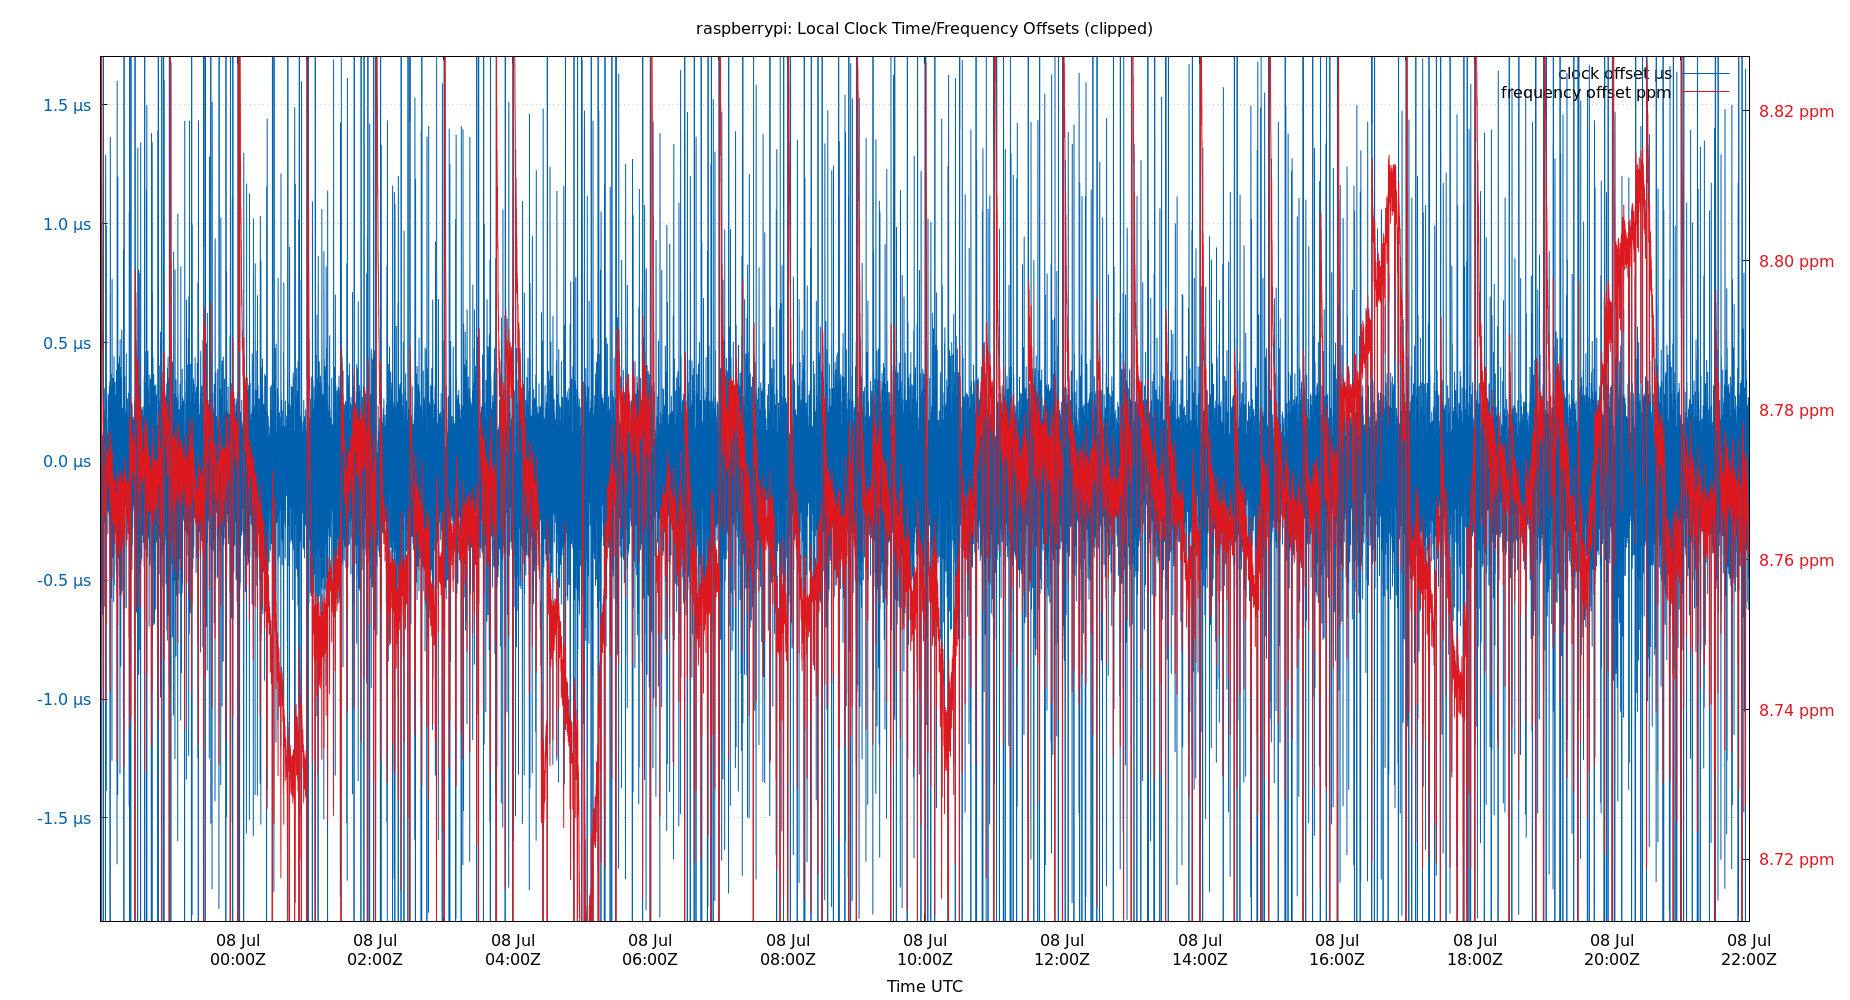 raspberrypi: Local Clock Time/Frequency Offsets (clipped)
clock offset µs
frequency offset ppm
1.5 µs
1.0 µs
0.5 µs
0.0 µs
-0.5 µs
-1.0 µs
-1.5 µs
8.82 ppm
8.80 ppm
8.78 ppm
8.76 ppm
8.74 ppm
8.72 ppm
08 Jul 08 Jul 08 Jul 08 Jul 08 Jul 08 Jul 08 Jul 08 Jul 08 Jul 08 Jul 08 Jul 08 Jul
00:00Z 02:00Z 04:00Z 06:00Z 08:00Z 10:00Z 12:00Z 14:00Z 16:00Z 18:00Z 20:00Z 22:00Z
Time UTC